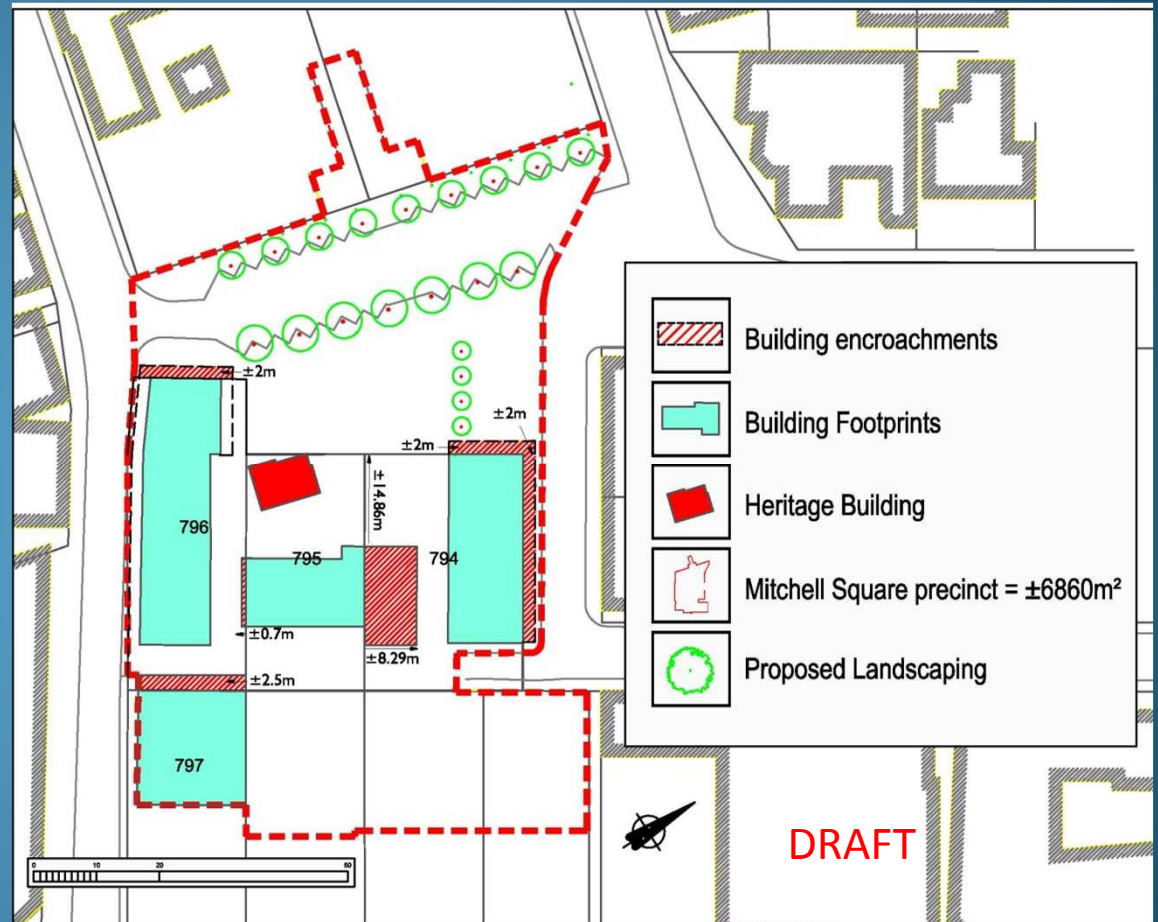 ±2m
±2m
±2m
±14.86m
796
795
794
±0.7m
±8.29m
±2.5m
797
Building encroachments
Building Footprints
Heritage Building
Mitchell Square precinct = ±6860m²
Proposed Landscaping
0 10 20 50
DRAFT